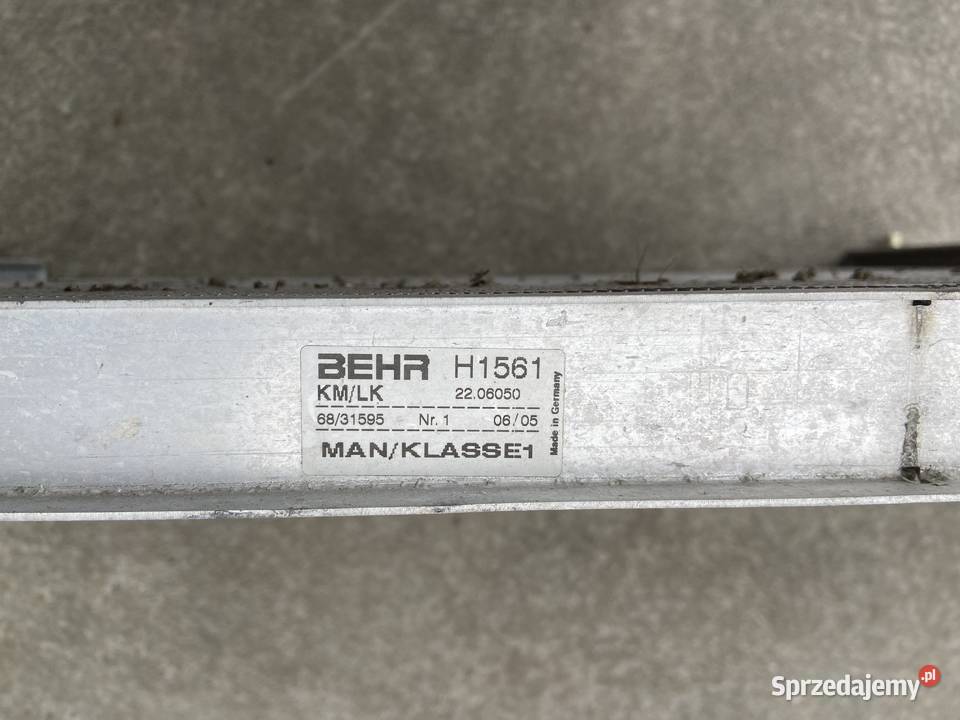 BEHR H1561
KM/LK 22.06050
68/31595 Nr. 1 06/05
MAN/KLASSE1
Made in Germany
Sprzedajemy.pl